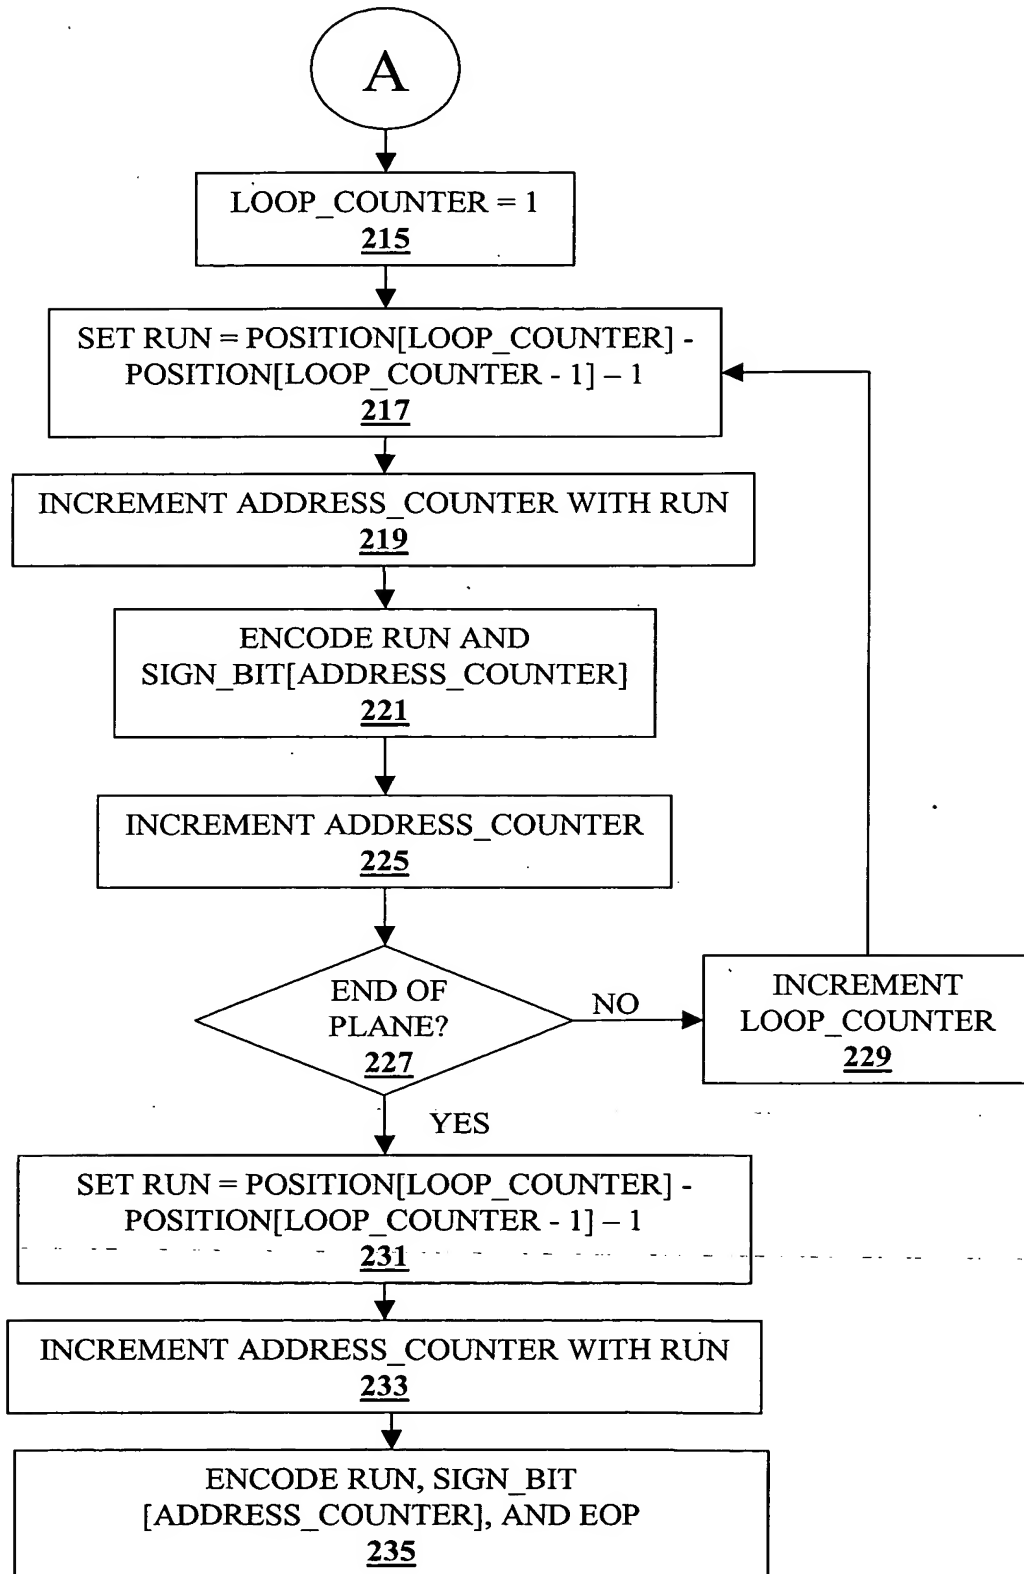 A
LOOP_COUNTER = 1
215
SET RUN = POSITION[LOOP_COUNTER] -
POSITION[LOOP_COUNTER - 1] – 1
217
INCREMENT ADDRESS_COUNTER WITH RUN
219
ENCODE RUN AND
SIGN_BIT[ADDRESS_COUNTER]
221
INCREMENT ADDRESS_COUNTER
225
END OF
PLANE?
227
NO
INCREMENT
LOOP_COUNTER
229
YES
SET RUN = POSITION[LOOP_COUNTER] -
POSITION[LOOP_COUNTER - 1] – 1
231
INCREMENT ADDRESS_COUNTER WITH RUN
233
ENCODE RUN, SIGN_BIT
[ADDRESS_COUNTER], AND EOP
235